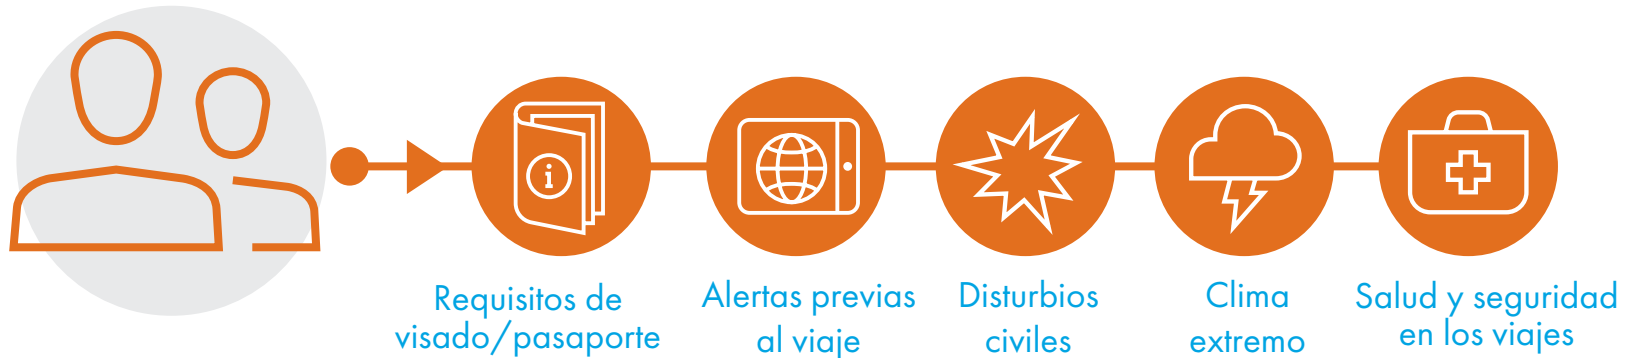 Requisitos de
visado/pasaporte
Alertas previas
al viaje
Disturbios
civiles
Clima
extremo
Salud y seguridad
en los viajes